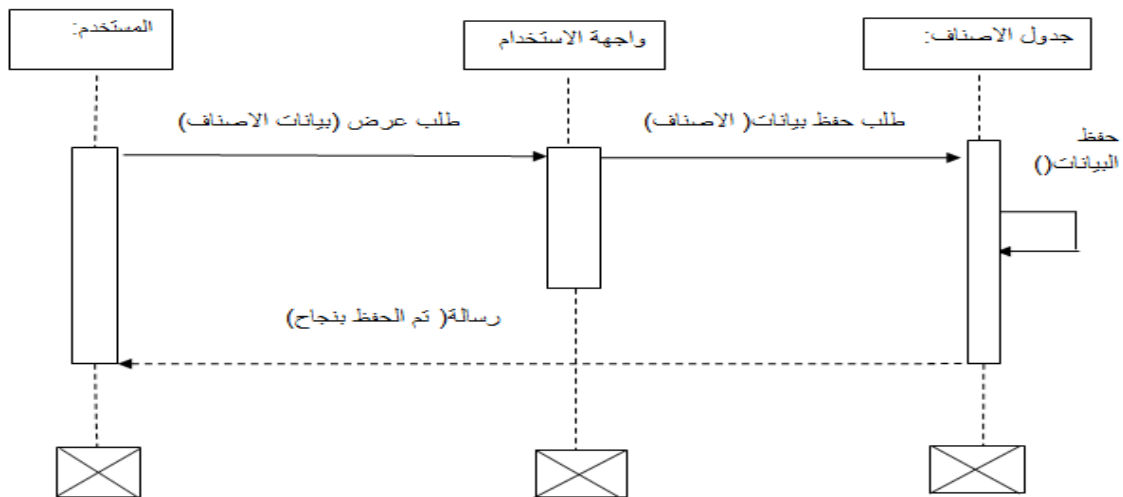 المستخدم:
واجهة الاستخدام
جدول الاصناف:
طلب عرض (بيانات الاصناف)
طلب حفظ بيانات( الاصناف)
حفظ
البيانات()
رسالة( تم الحفظ بنجاح)